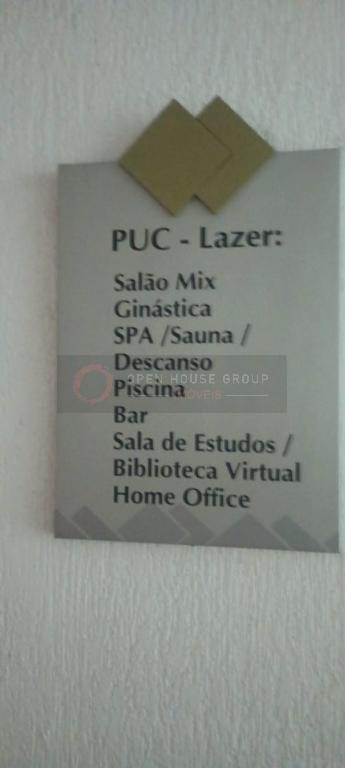 PUC - Lazer:
Salão Mix
Ginástica
SPA /Sauna /
Descanso
OPEN HOUSE GROUP
Piscina
IMÓVEIS
Bar
Sala de Estudos /
Biblioteca Virtual
Home Office